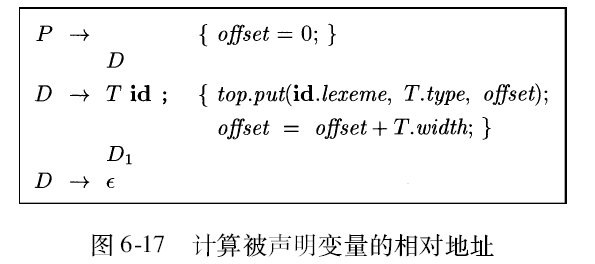 P → { offset = 0; }
D
D → T id ; { top.put(id.lexeme, T.type, offset);
offset = offset + T.width; }
D₁
D → ϵ
图 6-17 计算被声明变量的相对地址